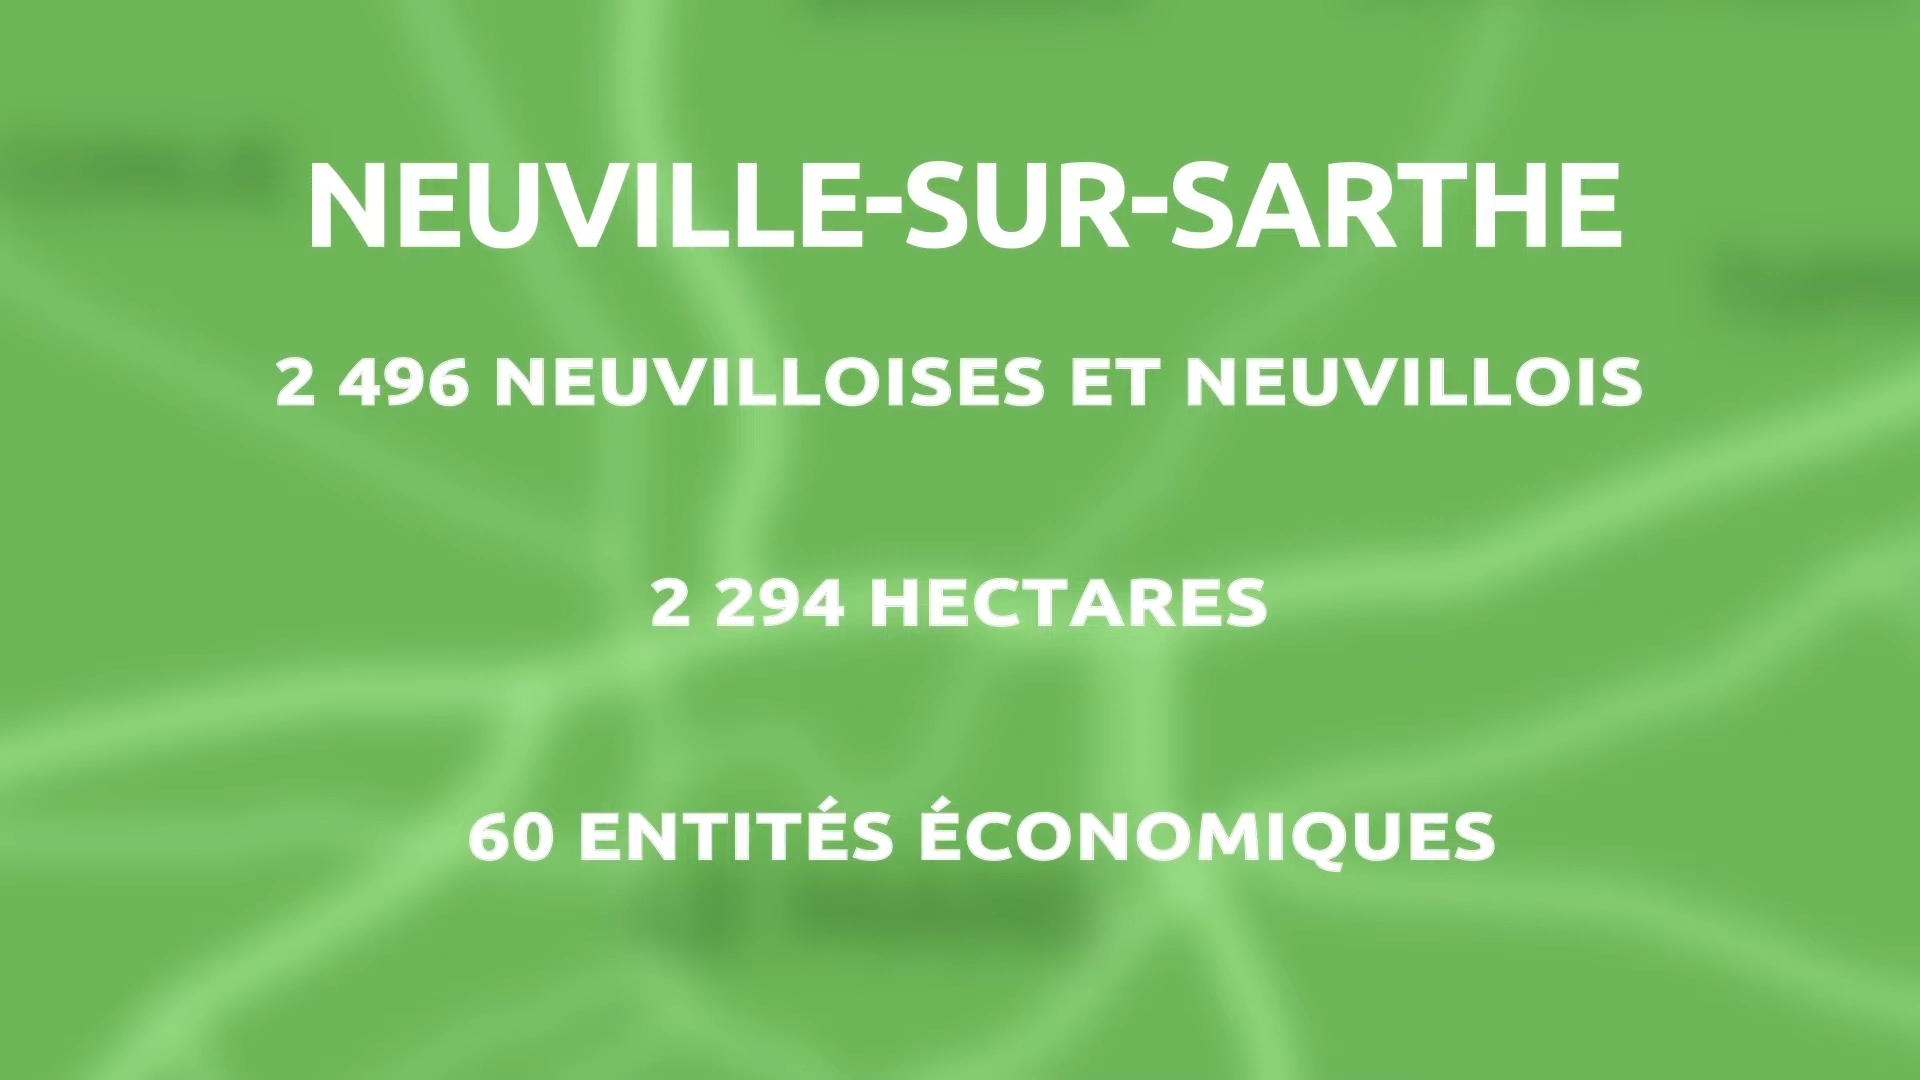 NEUVILLE-SUR-SARTHE
2 496 NEUVILLOISES ET NEUVILLOIS
2 294 HECTARES
60 ENTITÉS ÉCONOMIQUES